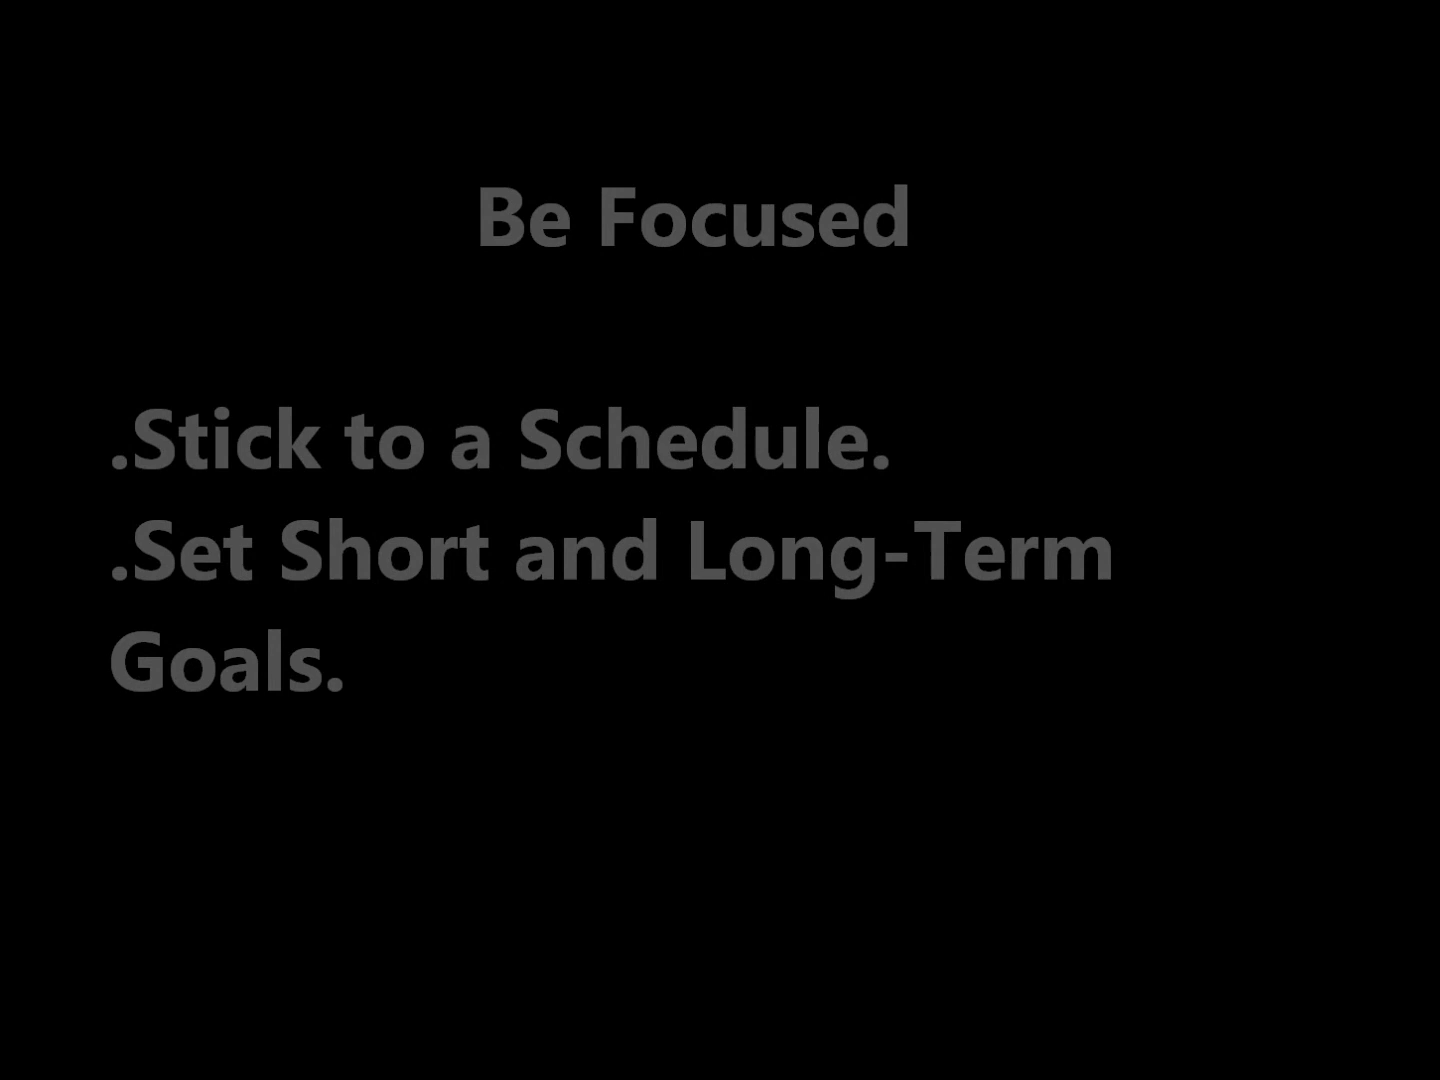 Be Focused
.Stick to a Schedule.
.Set Short and Long-Term
Goals.